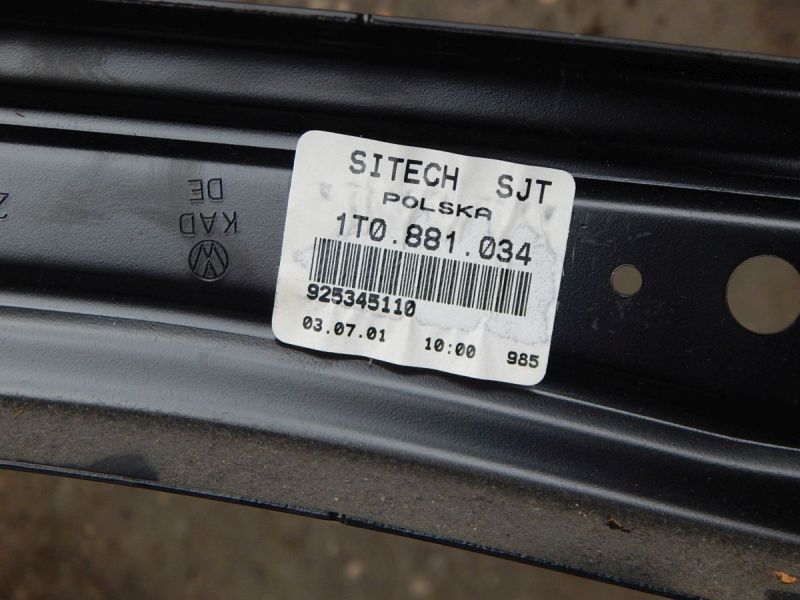 SITECH SJT
POLSKA
1T0.881.034
925345110
03.07.01 10:00 985
DE
KAD